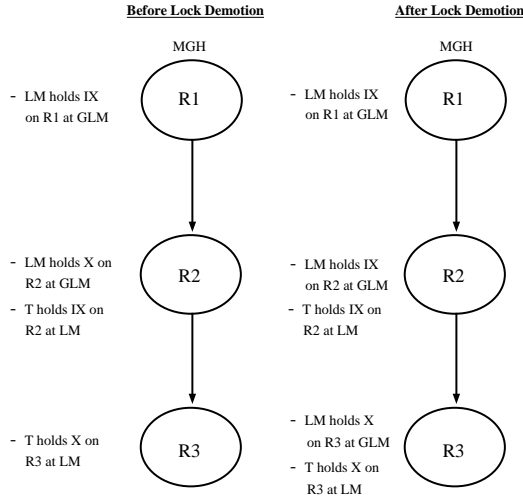 Before Lock Demotion
MGH
R1
- LM holds IX
on R1 at GLM
R2
- LM holds X on
R2 at GLM
- T holds IX on
R2 at LM
R3
- T holds X on
R3 at LM
After Lock Demotion
MGH
R1
- LM holds IX
on R1 at GLM
R2
- LM holds IX
on R2 at GLM
- T holds IX on
R2 at LM
R3
- LM holds X
on R3 at GLM
- T holds X on
R3 at LM